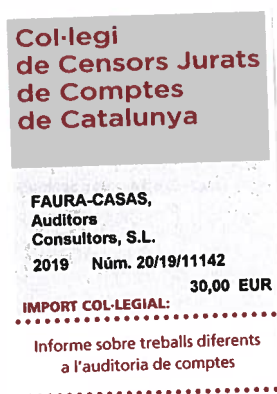 Col·legi
de Censors Jurats
de Comptes
de Catalunya
FAURA-CASAS,
Auditors
Consultors, S.L.
2019 Núm. 20/19/11142
30,00 EUR
IMPORT COL·LEGIAL:
Informe sobre treballs diferents
a l'auditoria de comptes